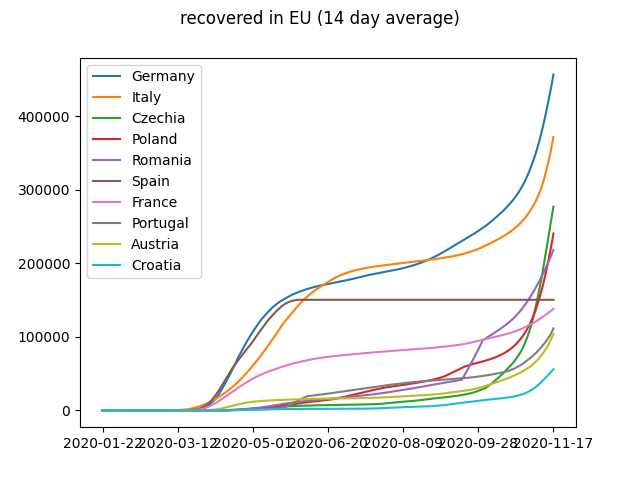 recovered in EU (14 day average)
Germany
Italy
Czechia
Poland
Romania
Spain
France
Portugal
Austria
Croatia
400000
300000
200000
100000
0
2020-01-22 2020-03-12 2020-05-01 2020-06-20 2020-08-09 2020-09-28 2020-11-17